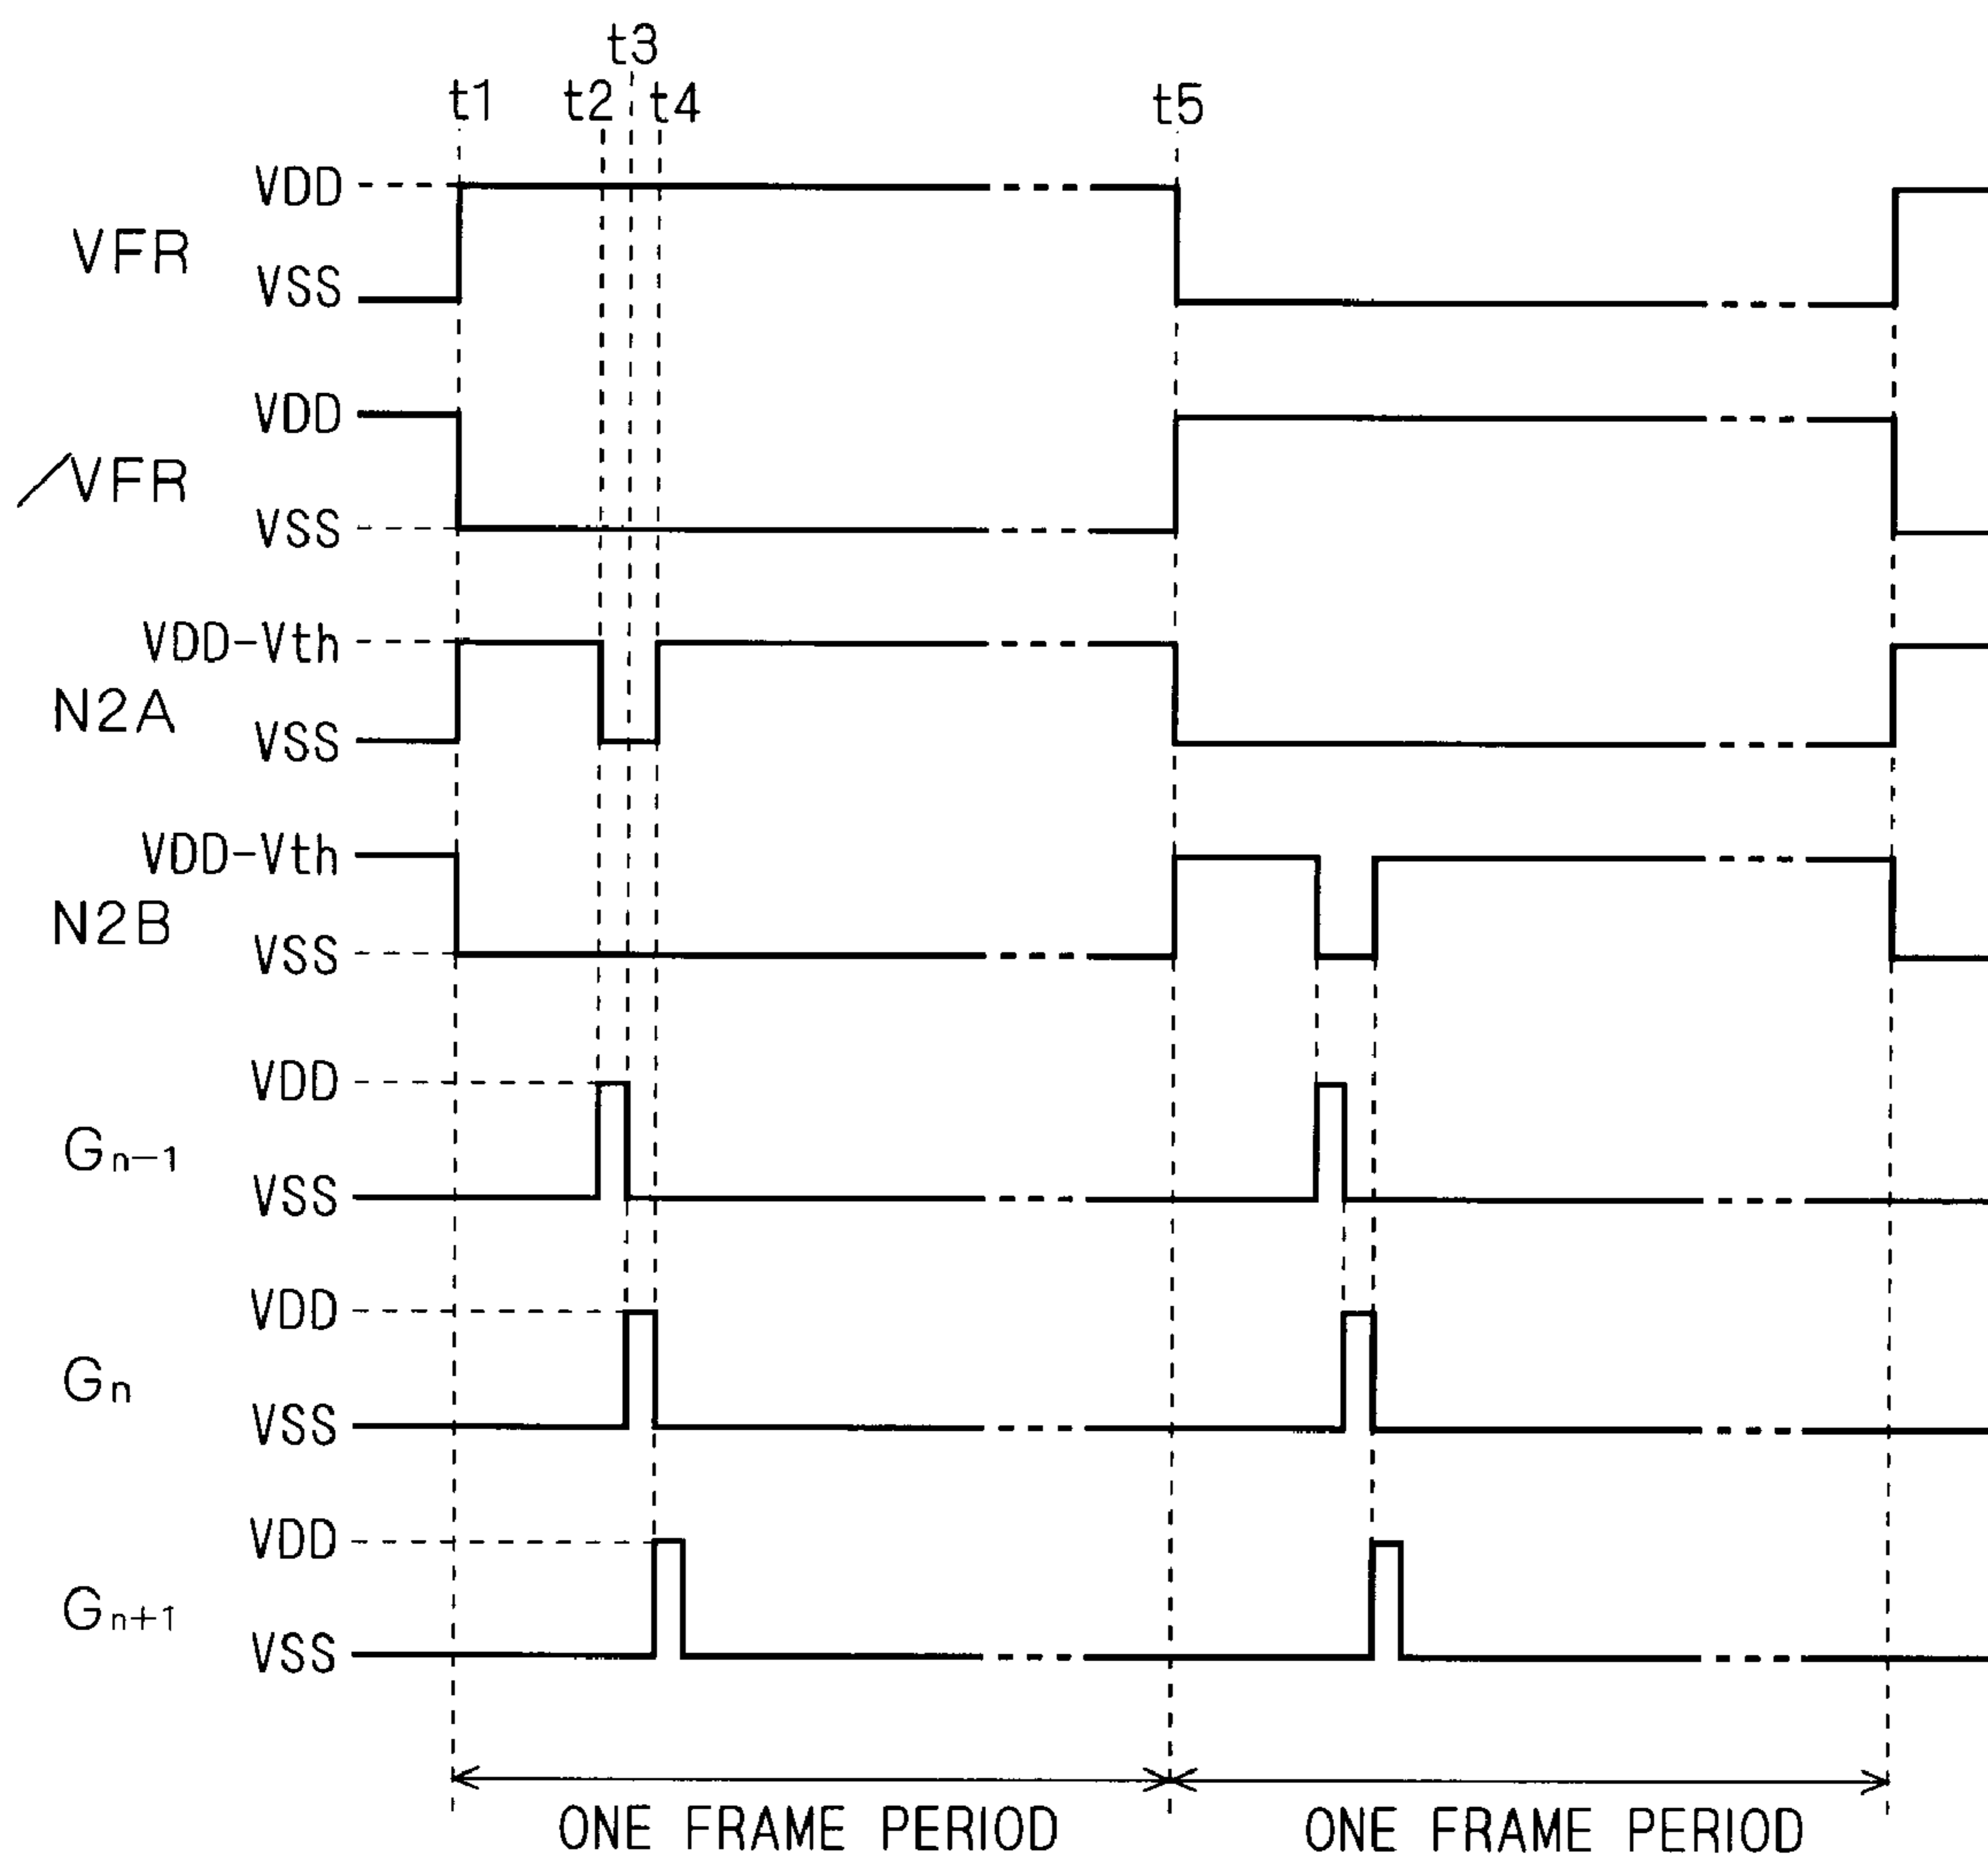 t3
t1 t2 t4 t5
VDD
VFR
VSS
VDD
/VFR
VSS
VDD-Vth
N2A
VSS
VDD-Vth
N2B
VSS
VDD
Gn-1
VSS
VDD
Gn
VSS
VDD
Gn+1
VSS
ONE FRAME PERIOD ONE FRAME PERIOD